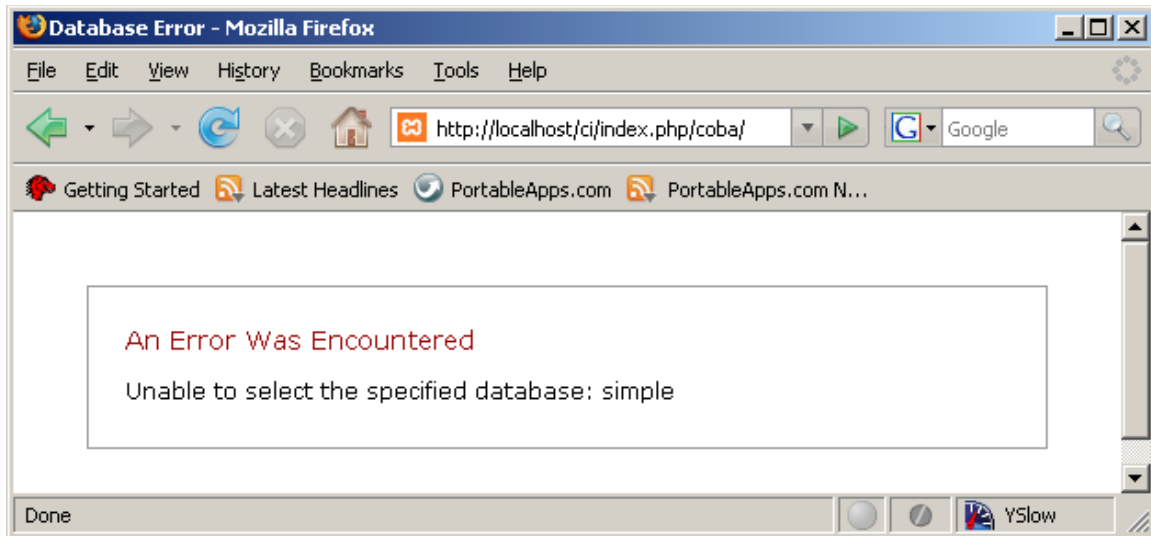 Database Error - Mozilla Firefox
File Edit View History Bookmarks Tools Help
http://localhost/ci/index.php/coba/ G Google
Getting Started Latest Headlines PortableApps.com PortableApps.com N...
An Error Was Encountered
Unable to select the specified database: simple
Done YSlow